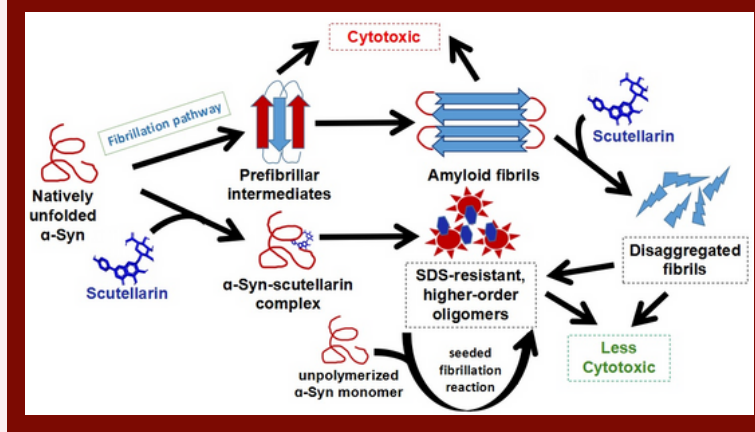 Cytotoxic
Fibrillation pathway
Scutellarin
Natively
unfolded
α-Syn
Prefibrillar
intermediates
Amyloid fibrils
Scutellarin
α-Syn-scutellarin
complex
SDS-resistant,
higher-order
oligomers
Disaggregated
fibrils
unpolymerized
α-Syn monomer
seeded
fibrillation
reaction
Less
Cytotoxic